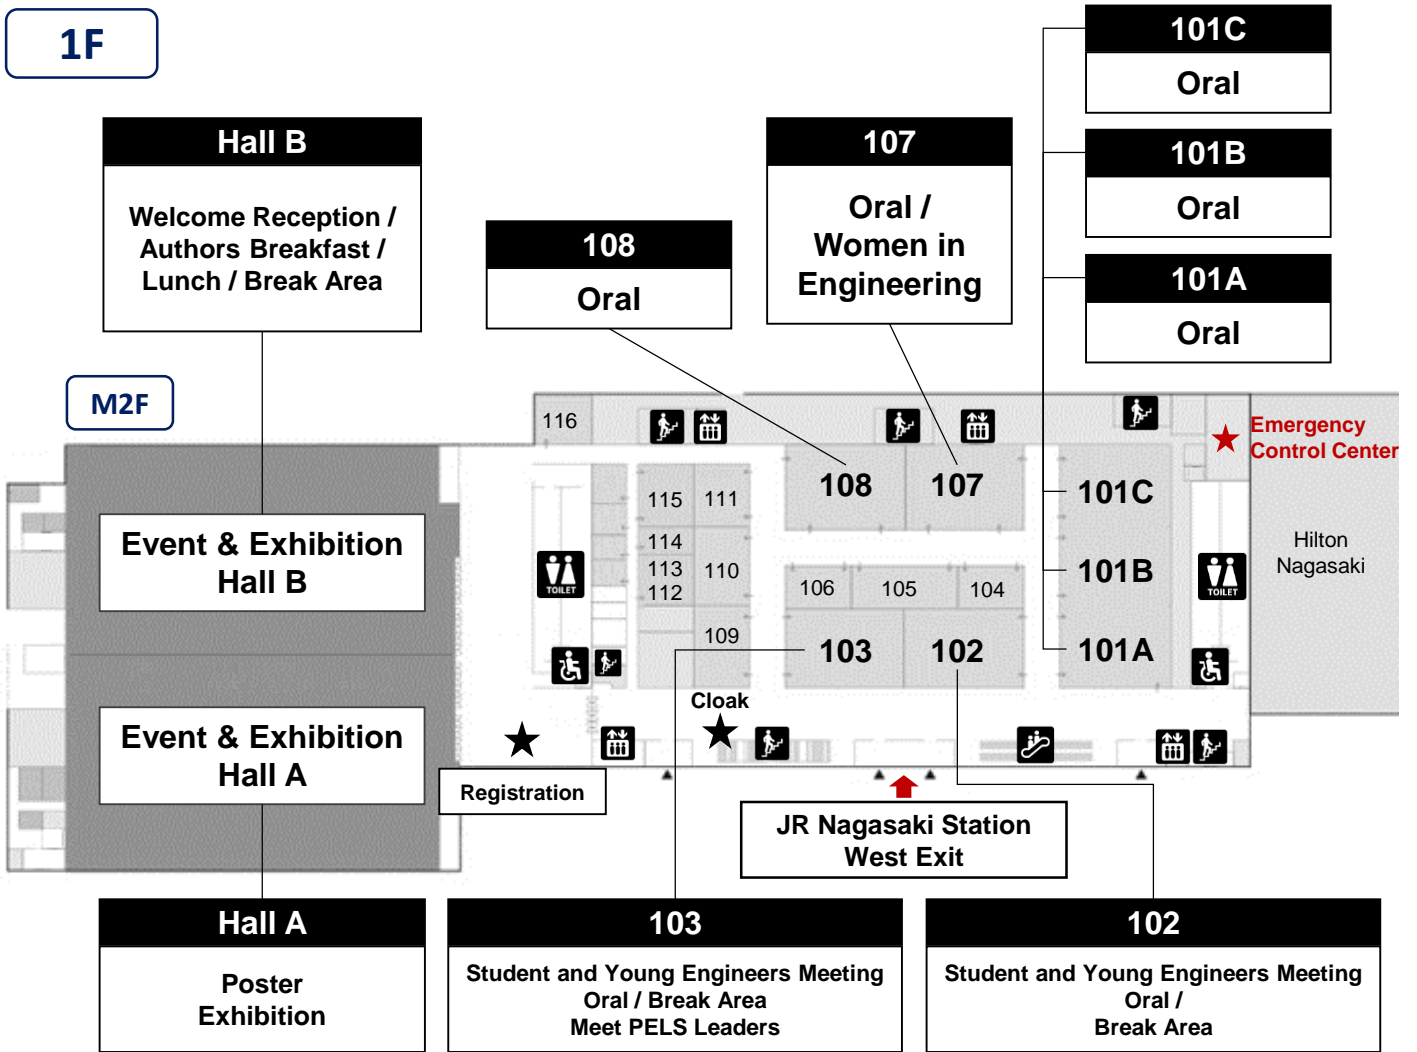 1F
101C
Oral
Hall B
Welcome Reception /
Authors Breakfast /
Lunch / Break Area
107
Oral /
Women in
Engineering
101B
Oral
108
Oral
101A
Oral
M2F
116
Emergency
Control Center
108
107
101C
115
111
114
113
112
110
109
Event & Exhibition
Hall B
TOILET
106
105
104
101B
TOILET
Hilton
Nagasaki
103
102
101A
Cloak
Event & Exhibition
Hall A
Registration
JR Nagasaki Station
West Exit
Hall A
Poster
Exhibition
103
Student and Young Engineers Meeting
Oral / Break Area
Meet PELS Leaders
102
Student and Young Engineers Meeting
Oral /
Break Area